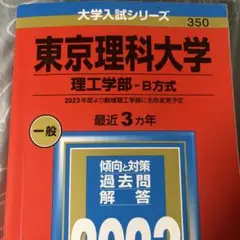 大学入試シリーズ
350
東京理科大学
理工学部-B方式
2023年度より創域理工学部に名称変更予定
一般
最近3カ年
傾向と対策
過去問
解答
2023